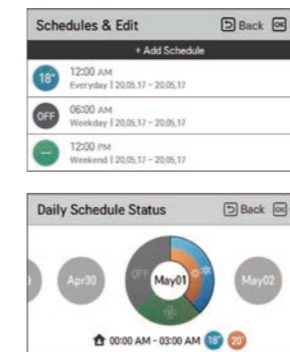 Schedules & Edit Back OK
+ Add Schedule
18° 12:00 AM
Everyday | 20.05.17 ~ 20.05.17
OFF 06:00 AM
Weekday | 20.05.17 ~ 20.05.17
-- 12:00 PM
Weekend | 20.05.17 ~ 20.05.17
Daily Schedule Status Back OK
Apr30 OFF May01 May02
00:00 AM - 03:00 AM 18° 20°